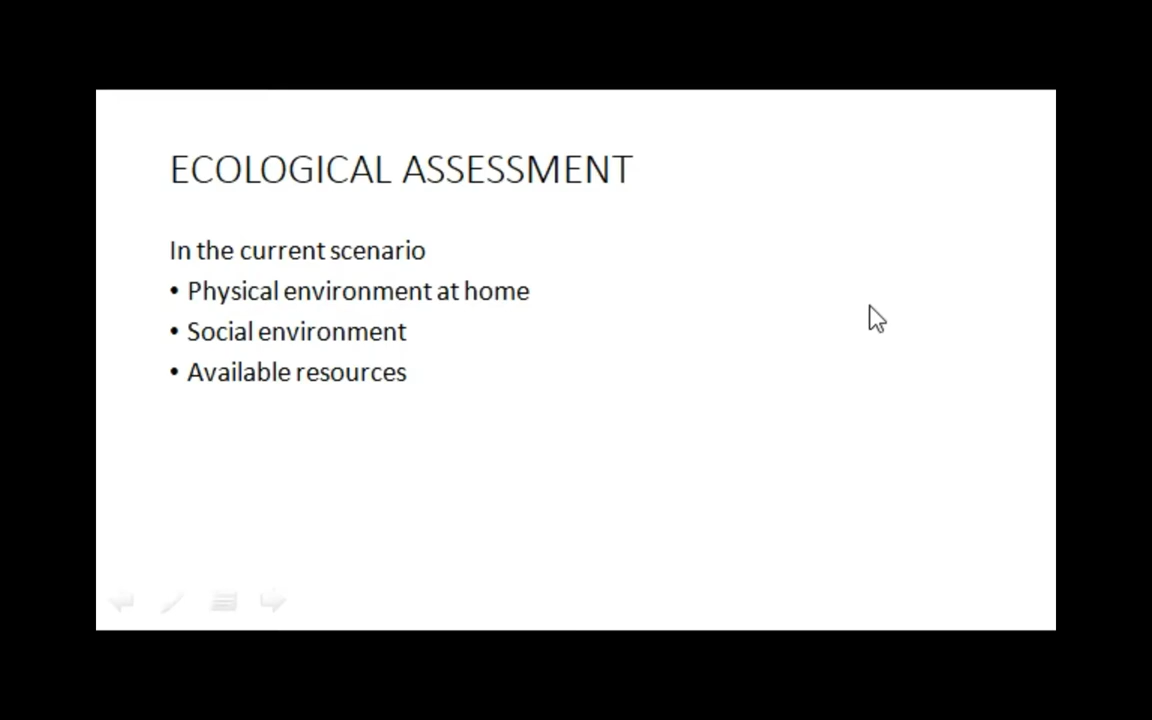 ECOLOGICAL ASSESSMENT
In the current scenario
• Physical environment at home
• Social environment
• Available resources